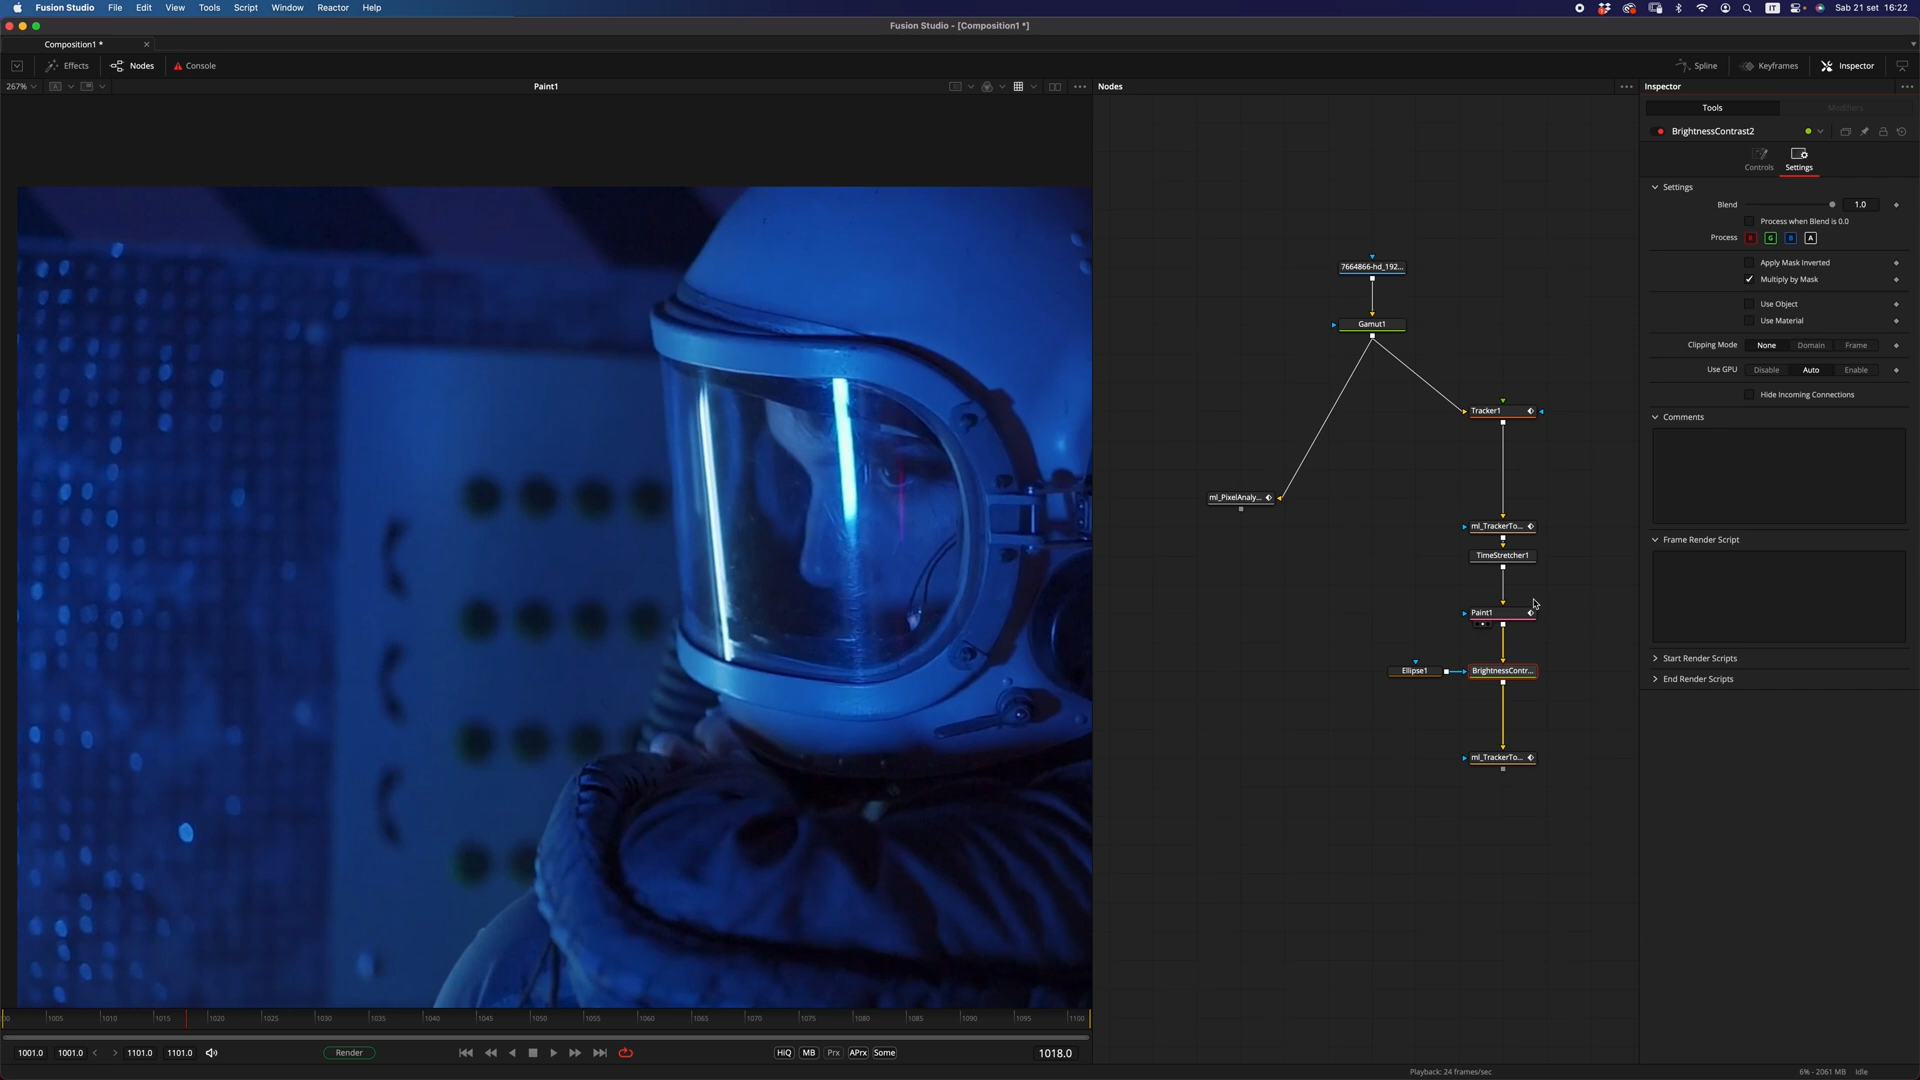 Fusion Studio File Edit View Tools Script Window Reactor Help
IT Sab 21 set 16:22
Fusion Studio - [Composition1 *]
Composition1 *
Effects Nodes Console
Spline Keyframes Inspector
267% Paint1
Nodes
Inspector
Tools Modifiers
BrightnessContrast2
Controls Settings
Settings
Blend 1.0
Process when Blend is 0.0
Process R G B A
Apply Mask Inverted
Multiply by Mask
Use Object
Use Material
Clipping Mode None Domain Frame
Use GPU Disable Auto Enable
Hide Incoming Connections
Comments
Frame Render Script
Start Render Scripts
End Render Scripts
7664866-hd_192...
Gamut1
Tracker1
ml_PixelAnaly...
ml_TrackerTo...
TimeStretcher1
Paint1
Ellipse1 BrightnessContr...
ml_TrackerTo...
00 1005 1010 1015 1020 1025 1030 1035 1040 1045 1050 1055 1060 1065 1070 1075 1080 1085 1090 1095 1100
1001.0 1001.0 1101.0 1101.0 Render HiQ MB Prx APrx Some 1018.0
Playback: 24 frames/sec 6% - 2061 MB Idle